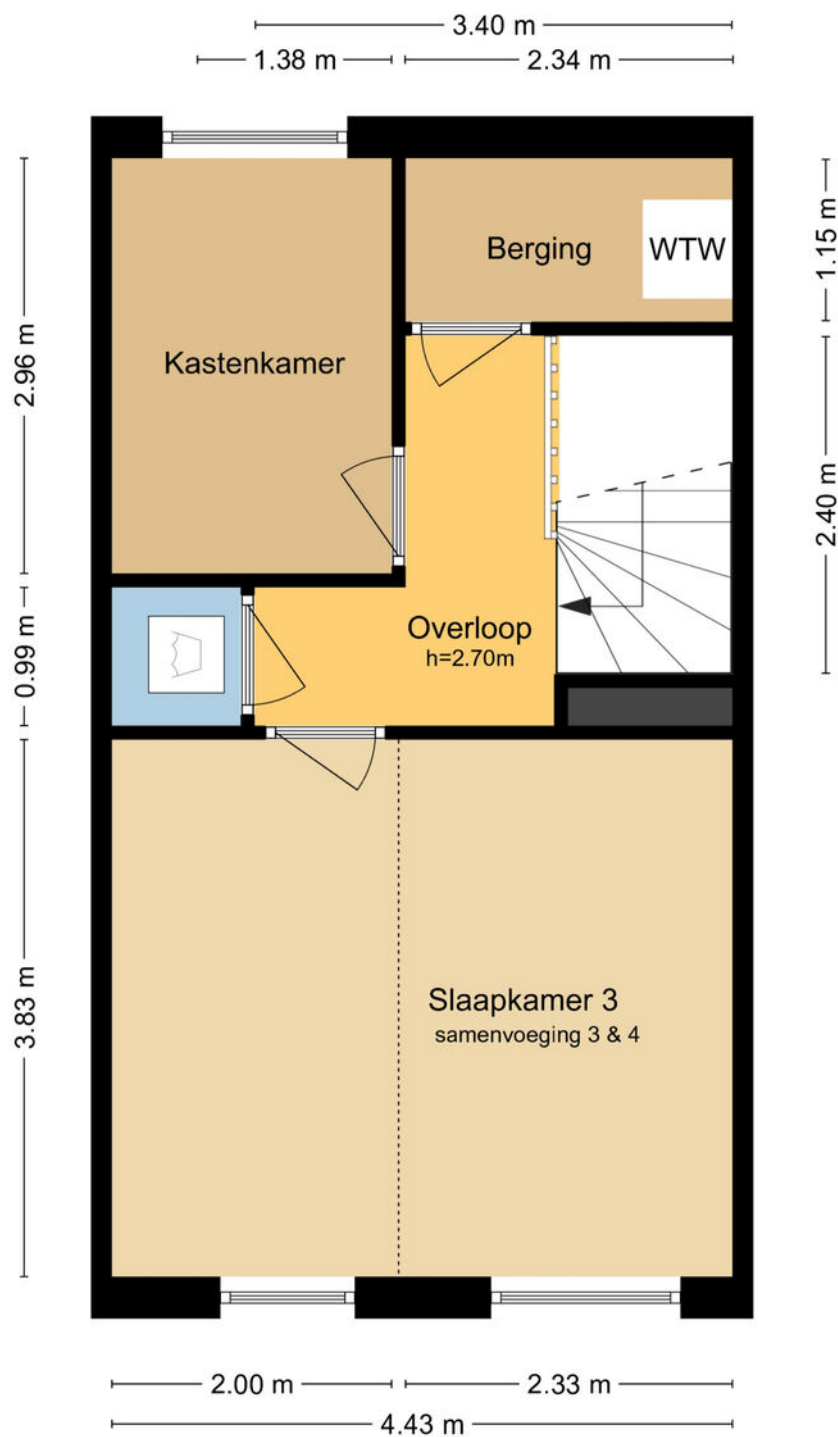 3.40 m
1.38 m
2.34 m
2.96 m
1.15 m
Berging
WTW
Kastenkamer
2.40 m
0.99 m
Overloop
h=2.70m
3.83 m
Slaapkamer 3
samenvoeging 3 & 4
2.00 m
2.33 m
4.43 m